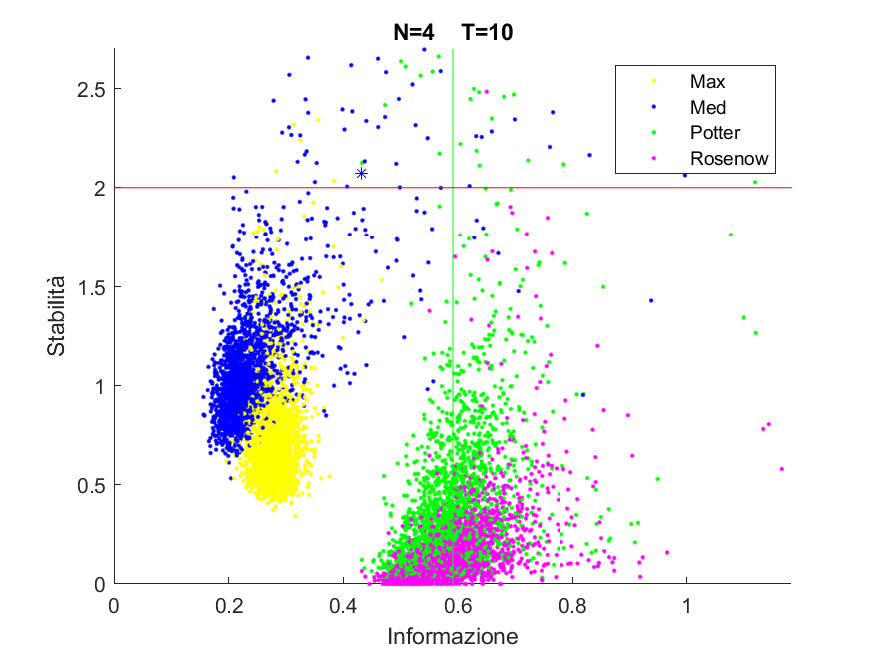 N=4 T=10
Max
Med
Potter
Rosenow
Stabilità
2.5
2
1.5
1
0.5
0
0 0.2 0.4 0.6 0.8 1
Informazione